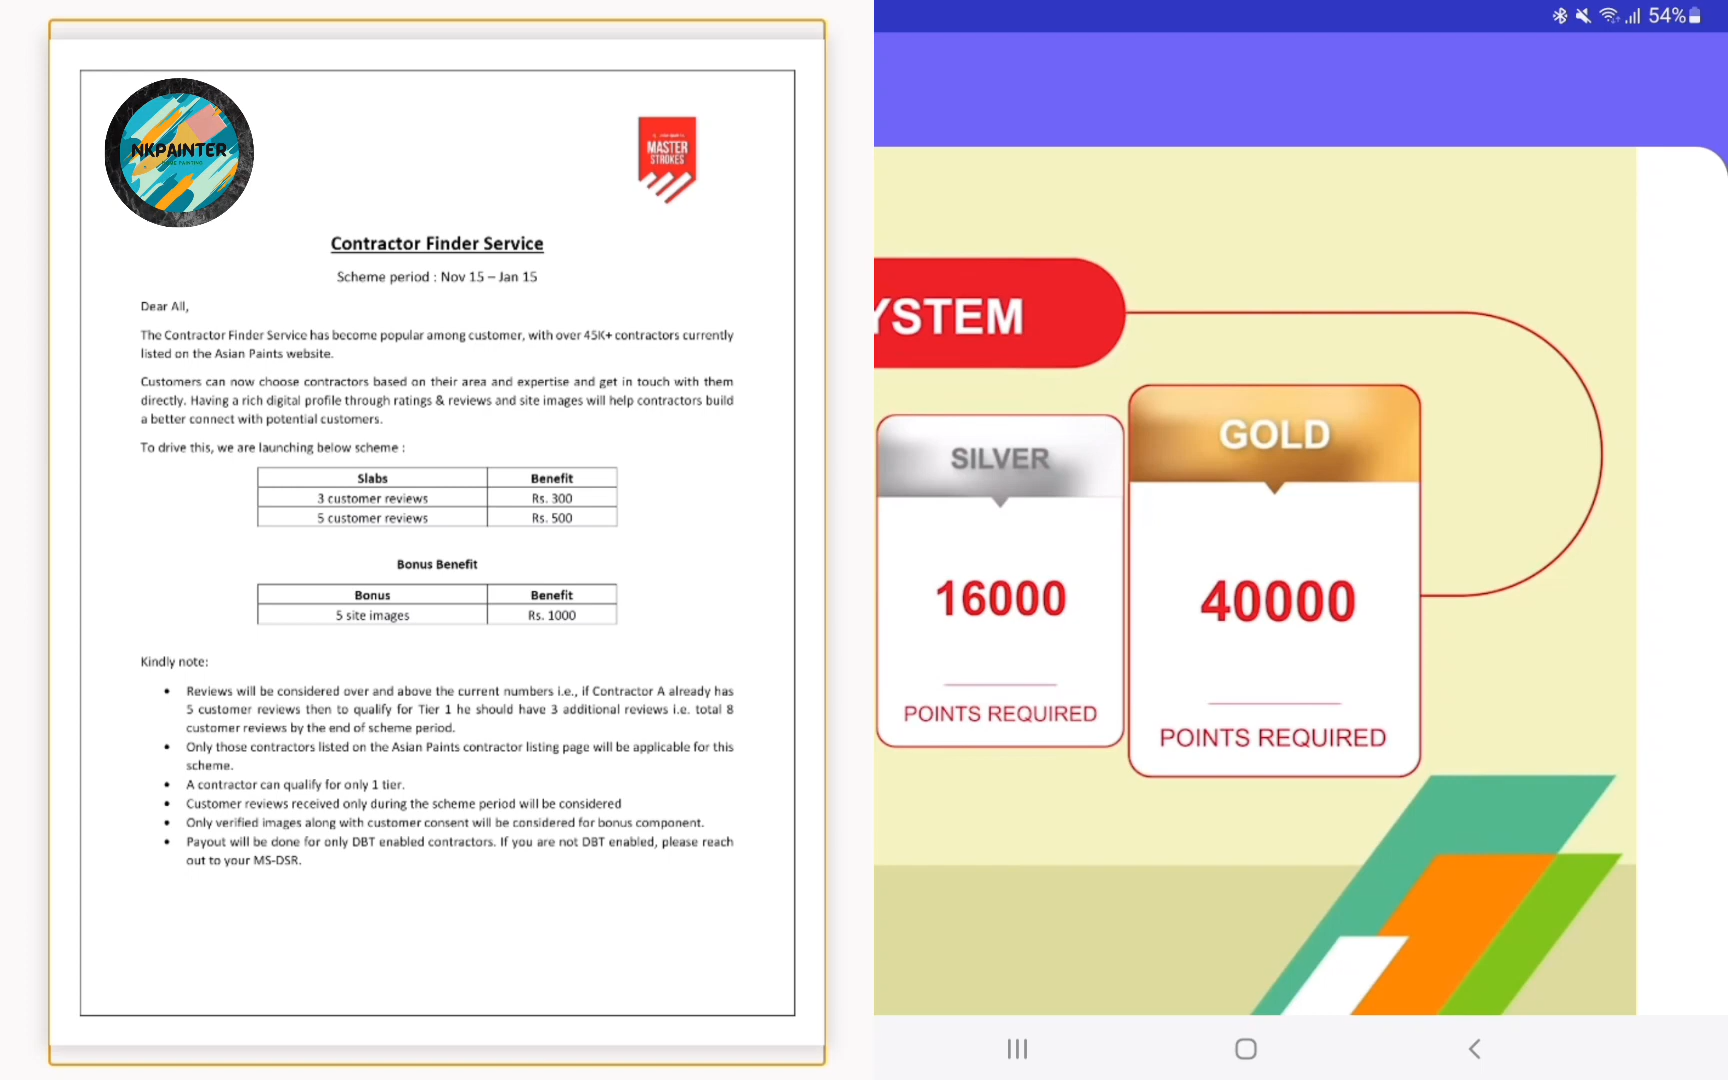 NKPAINTER
MASTER
STROKES
Contractor Finder Service
Scheme period : Nov 15 – Jan 15
Dear All,
The Contractor Finder Service has become popular among customer, with over 45K+ contractors currently
listed on the Asian Paints website.
Customers can now choose contractors based on their area and expertise and get in touch with them
directly. Having a rich digital profile through ratings & reviews and site images will help contractors build
a better connect with potential customers.
To drive this, we are launching below scheme :
Slabs Benefit
3 customer reviews Rs. 300
5 customer reviews Rs. 500
Bonus Benefit
Bonus Benefit
5 site images Rs. 1000
Kindly note:
• Reviews will be considered over and above the current numbers i.e., if Contractor A already has
5 customer reviews then to qualify for Tier 1 he should have 3 additional reviews i.e. total 8
customer reviews by the end of scheme period.
• Only those contractors listed on the Asian Paints contractor listing page will be applicable for this
scheme.
• A contractor can qualify for only 1 tier.
• Customer reviews received only during the scheme period will be considered
• Only verified images along with customer consent will be considered for bonus component.
• Payout will be done for only DBT enabled contractors. If you are not DBT enabled, please reach
out to your MS-DSR.
54%
YSTEM
SILVER
16000
POINTS REQUIRED
GOLD
40000
POINTS REQUIRED